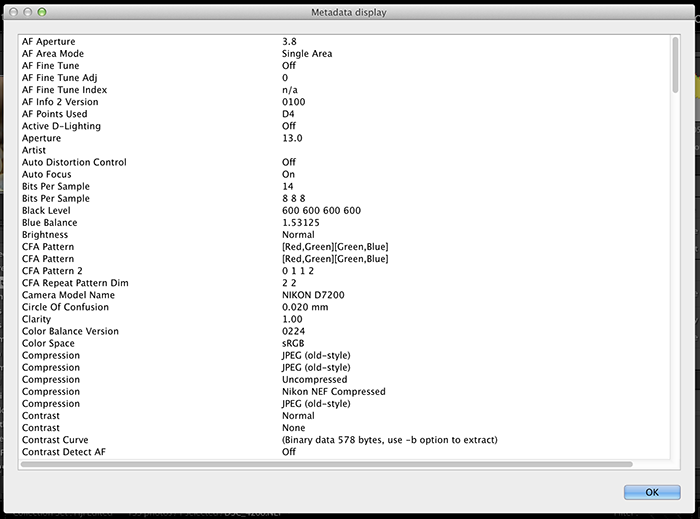 Metadata display
AF Aperture 3.8
AF Area Mode Single Area
AF Fine Tune Off
AF Fine Tune Adj 0
AF Fine Tune Index n/a
AF Info 2 Version 0100
AF Points Used D4
Active D-Lighting Off
Aperture 13.0
Artist
Auto Distortion Control Off
Auto Focus On
Bits Per Sample 14
Bits Per Sample 8 8 8
Black Level 600 600 600 600
Blue Balance 1.53125
Brightness Normal
CFA Pattern [Red,Green][Green,Blue]
CFA Pattern [Red,Green][Green,Blue]
CFA Pattern 2 0 1 1 2
CFA Repeat Pattern Dim 2 2
Camera Model Name NIKON D7200
Circle Of Confusion 0.020 mm
Clarity 1.00
Color Balance Version 0224
Color Space sRGB
Compression JPEG (old-style)
Compression JPEG (old-style)
Compression Uncompressed
Compression Nikon NEF Compressed
Compression JPEG (old-style)
Contrast Normal
Contrast None
Contrast Curve (Binary data 578 bytes, use -b option to extract)
Contrast Detect AF Off
OK